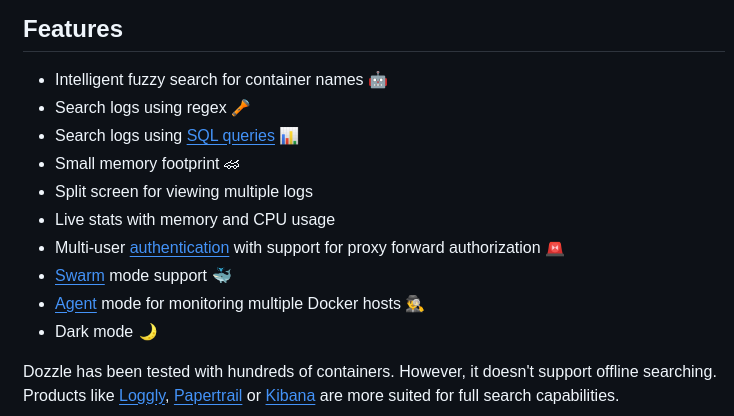 Features
Intelligent fuzzy search for container names 🤖
Search logs using regex 🔦
Search logs using SQL queries 📊
Small memory footprint 🏎
Split screen for viewing multiple logs
Live stats with memory and CPU usage
Multi-user authentication with support for proxy forward authorization 🚨
Swarm mode support 🐳
Agent mode for monitoring multiple Docker hosts 🕵️
Dark mode 🌙
Dozzle has been tested with hundreds of containers. However, it doesn't support offline searching.
Products like Loggly, Papertrail or Kibana are more suited for full search capabilities.